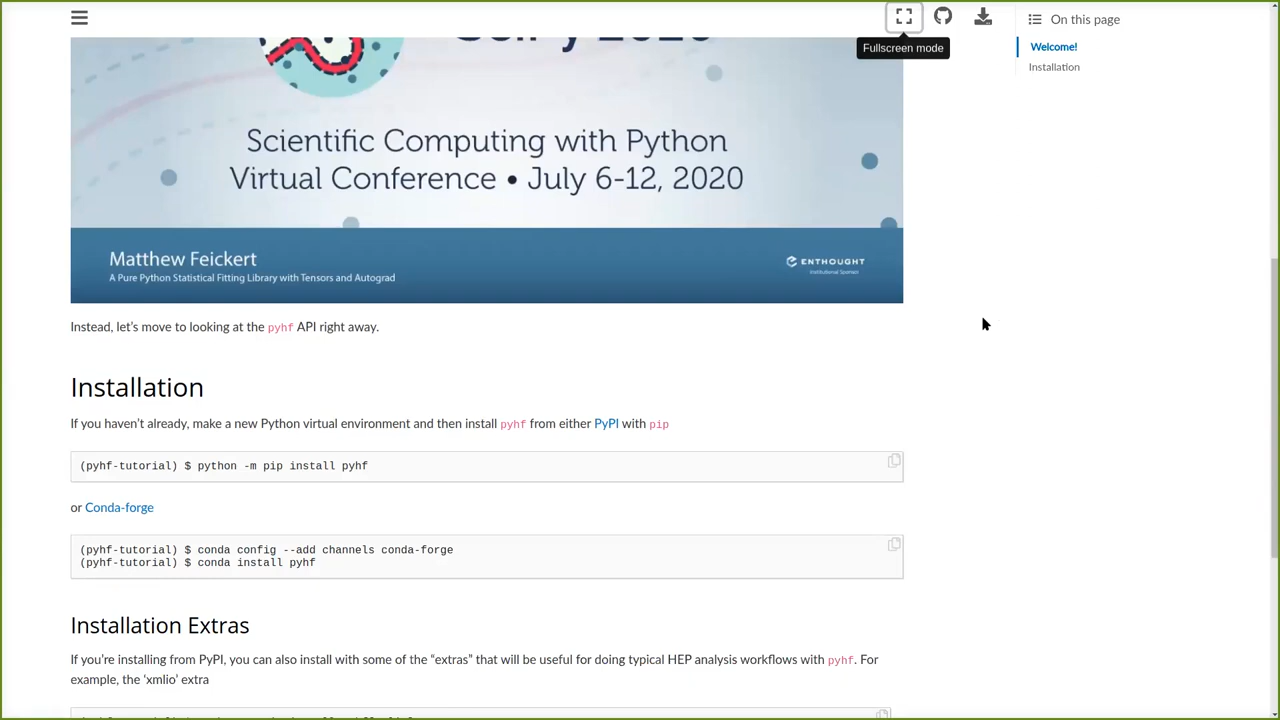 On this page
Fullscreen mode
Welcome!
Installation
Scientific Computing with Python
Virtual Conference • July 6-12, 2020
Matthew Feickert
A Pure Python Statistical Fitting Library with Tensors and Autograd
ENTHOUGHT
Institutional Sponsor
Instead, let’s move to looking at the pyhf API right away.
Installation
If you haven’t already, make a new Python virtual environment and then install pyhf from either PyPI with pip
(pyhf-tutorial) $ python -m pip install pyhf
or Conda-forge
(pyhf-tutorial) $ conda config --add channels conda-forge
(pyhf-tutorial) $ conda install pyhf
Installation Extras
If you’re installing from PyPI, you can also install with some of the “extras” that will be useful for doing typical HEP analysis workflows with pyhf. For
example, the ‘xmlio’ extra